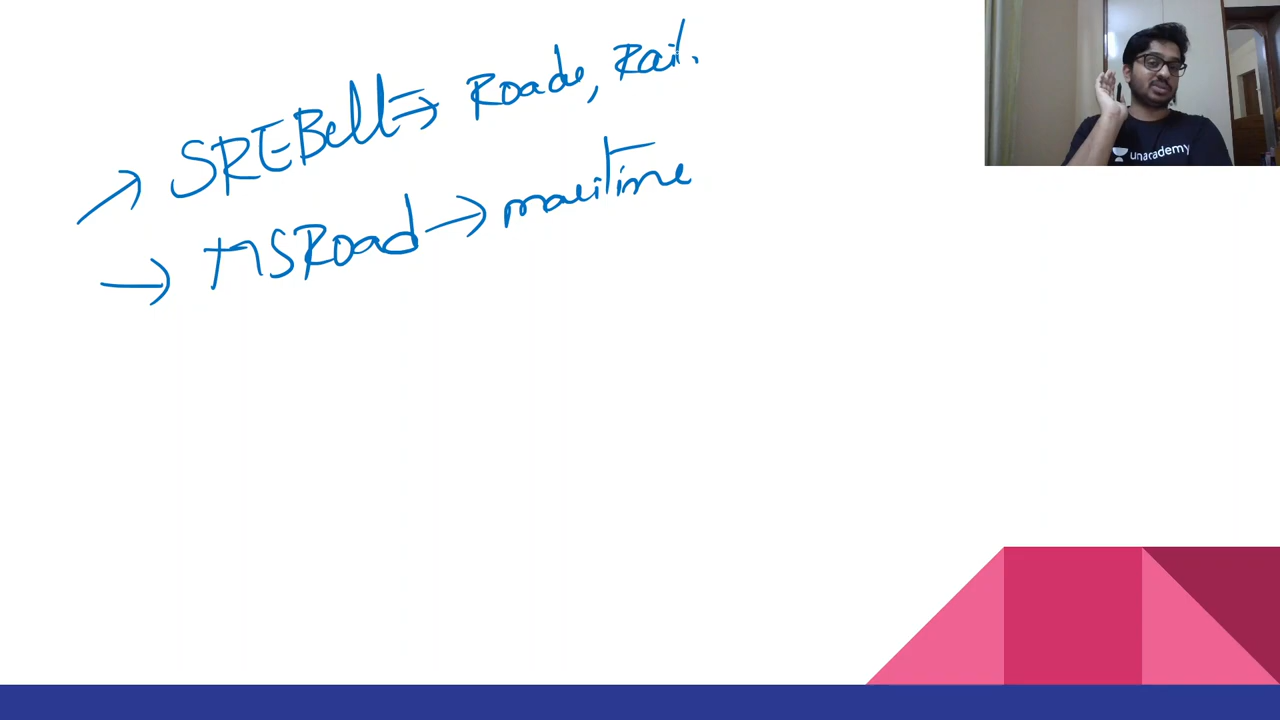 → SREBelt ⇒ Roads, Rail.
→ MSRoad → maritime
unacademy